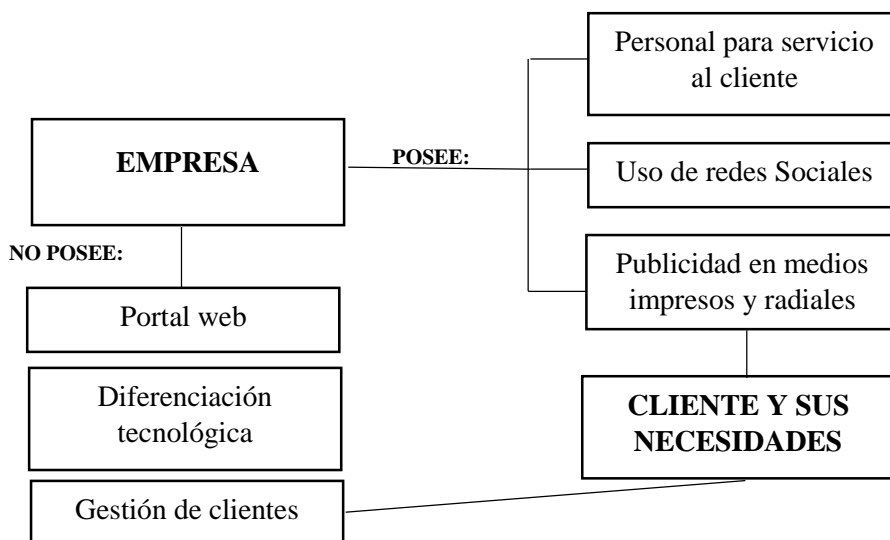 Personal para servicio
al cliente
EMPRESA
POSEE:
Uso de redes Sociales
NO POSEE:
Publicidad en medios
impresos y radiales
Portal web
Diferenciación
tecnológica
CLIENTE Y SUS
NECESIDADES
Gestión de clientes